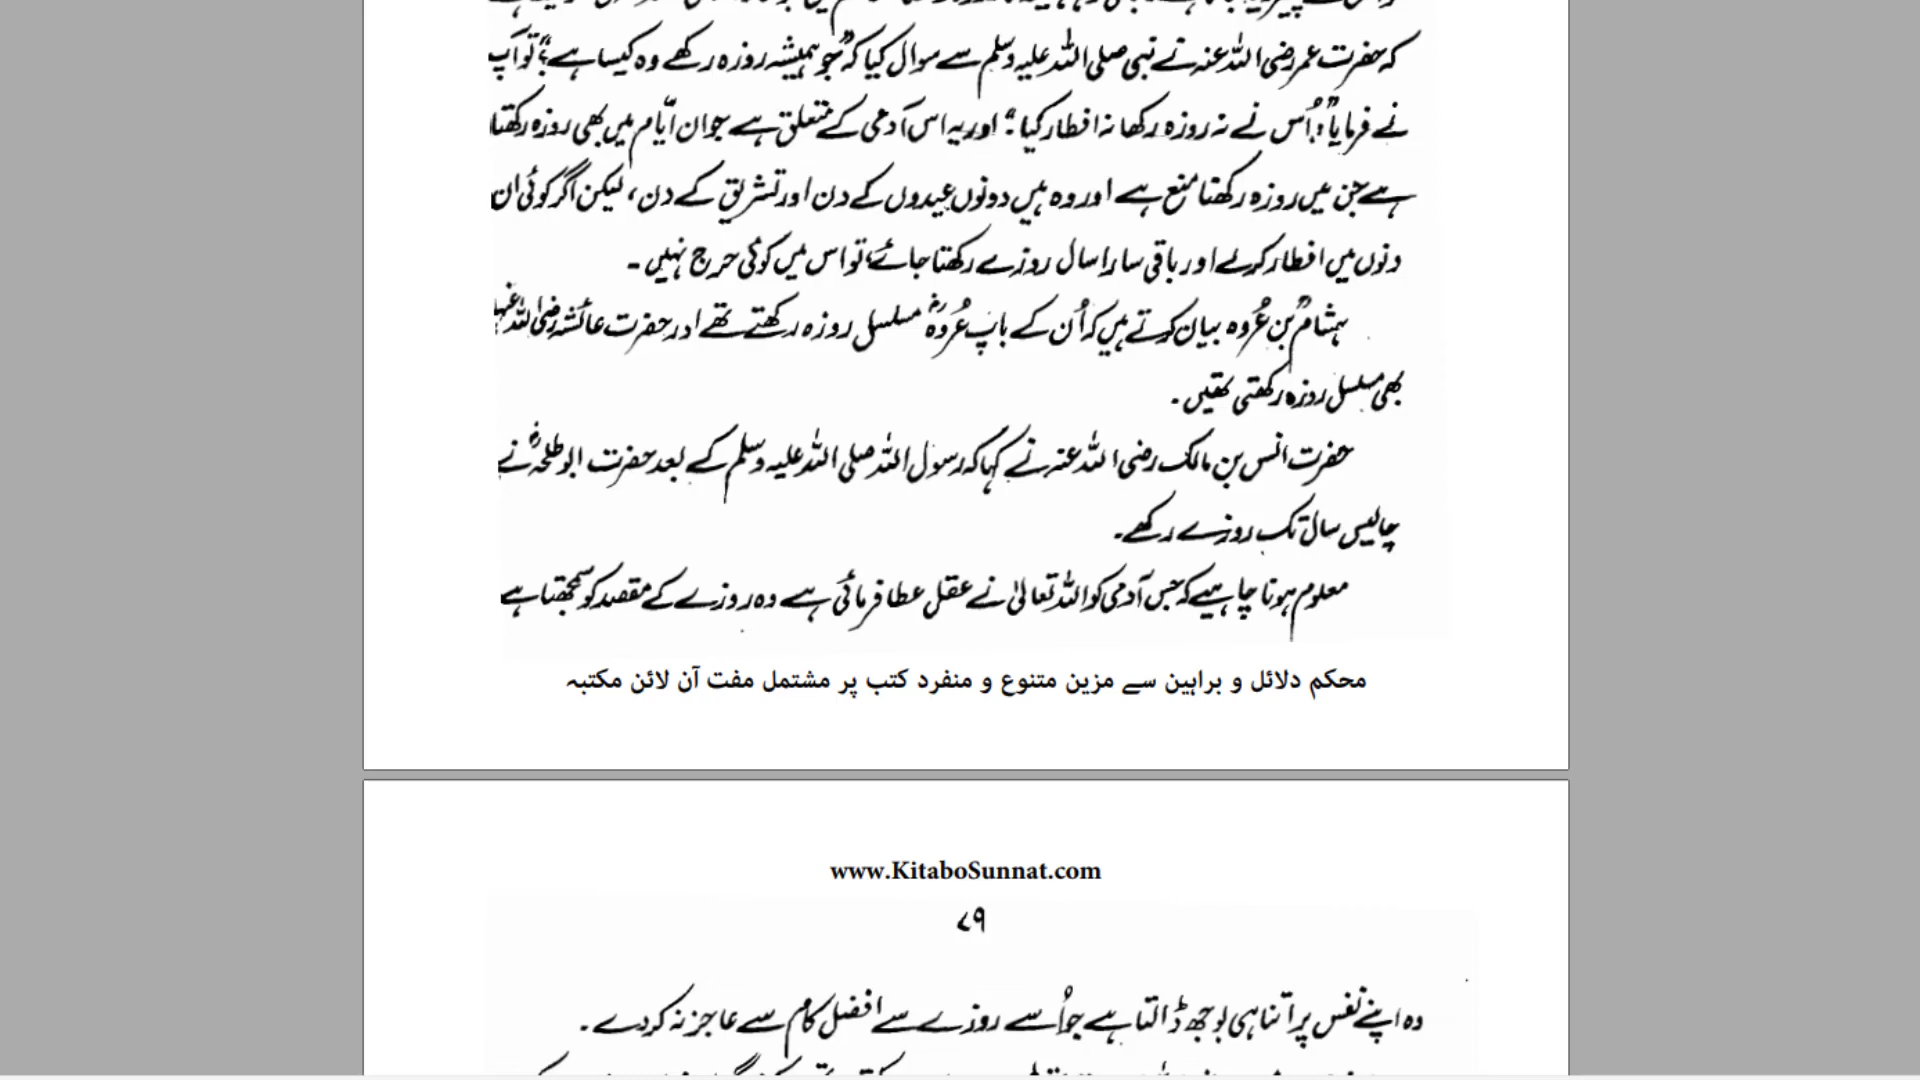 کہ حضرت عمر رضی اللہ عنہ نے نبی صلی اللہ علیہ وسلم سے سوال کیا کہ ”جو ہمیشہ روزہ رکھے وہ کیسا ہے؟“ تو آپ
نے فرمایا: ”اُس نے نہ روزہ رکھا نہ افطار کیا“۔ اور یہ اس آدمی کے متعلق ہے جو ان ایّام میں بھی روزہ رکھتا
ہے جن میں روزہ رکھنا منع ہے اور وہ ہیں دونوں عیدوں کے دن اور تشریق کے دن، لیکن اگر کوئی ان
دنوں میں افطار کرلے اور باقی سارا سال روزے رکھتا جائے، تو اس میں کوئی حرج نہیں۔
ہشامؒ بن عُروہ بیان کرتے ہیں کہ اُن کے باپ عُروہؒ مسلسل روزہ رکھتے تھے اور حضرت عائشہ رضی اللہ عنہا
بھی مسلسل روزہ رکھتی تھیں۔
حضرت انس بن مالک رضی اللہ عنہ نے کہا کہ رسول اللہ صلی اللہ علیہ وسلم کے بعد حضرت ابو طلحہؓ نے
چالیس سال تک روزے رکھے۔
معلوم ہونا چاہیے کہ جس آدمی کو اللہ تعالیٰ نے عقل عطا فرمائی ہے وہ روزے کے مقصد کو سمجھتا ہے
محکم دلائل و براہین سے مزین متنوع و منفرد کتب پر مشتمل مفت آن لائن مکتبہ
www.KitaboSunnat.com
۷۹
وہ اپنے نفس پر اتنا ہی بوجھ ڈالتا ہے جو اُسے روزے سے افضل کام سے عاجز نہ کردے۔